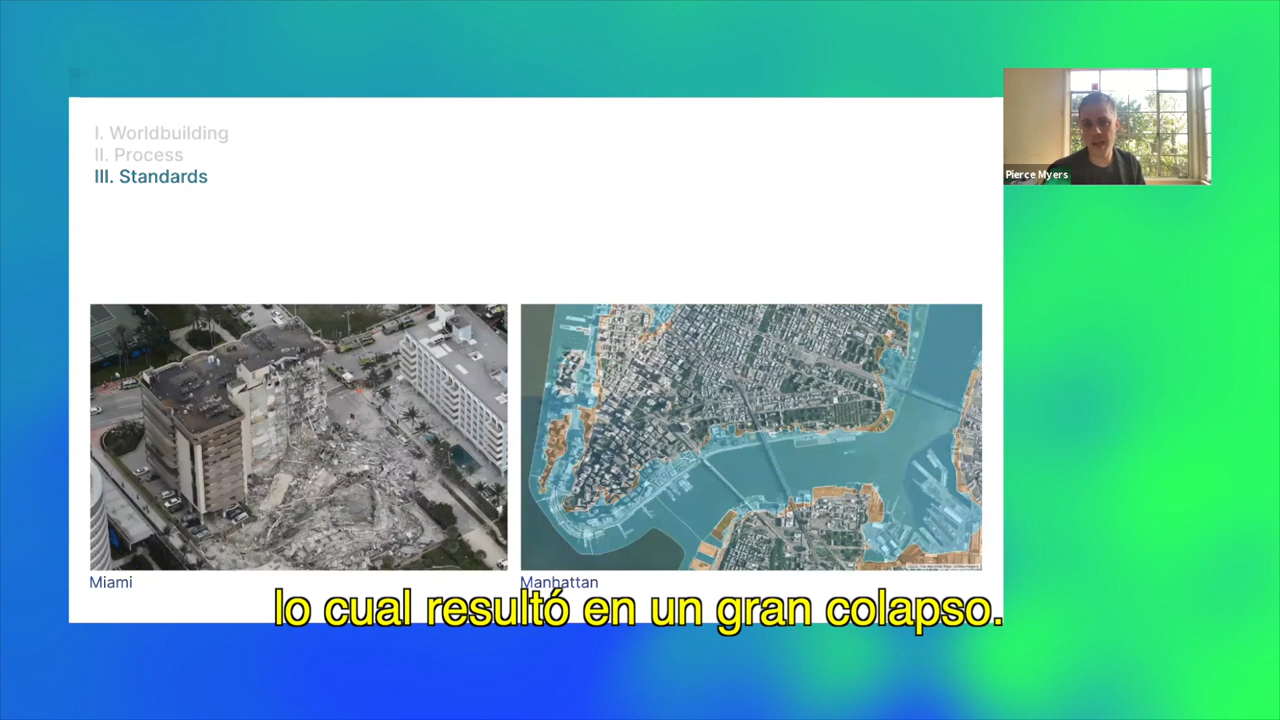 I. Worldbuilding
II. Process
III. Standards
Pierce Myers
Miami
Manhattan
lo cual resultó en un gran colapso.